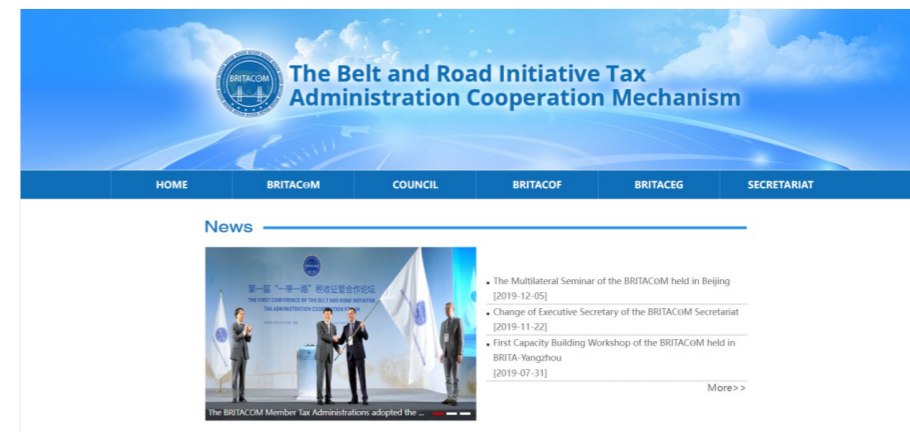 BRITACOM
The Belt and Road Initiative Tax
Administration Cooperation Mechanism
HOME BRITACOM COUNCIL BRITACOF BRITACEG SECRETARIAT
News
第一届“一带一路”税收征管合作论坛
THE FIRST CONFERENCE OF THE BELT AND ROAD INITIATIVE
TAX ADMINISTRATION COOPERATION FORUM
The BRITACOM Member Tax Administrations adopted the ...
• The Multilateral Seminar of the BRITACOM held in Beijing
[2019-12-05]
• Change of Executive Secretary of the BRITACOM Secretariat
[2019-11-22]
• First Capacity Building Workshop of the BRITACOM held in
BRITA-Yangzhou
[2019-07-31]
More>>